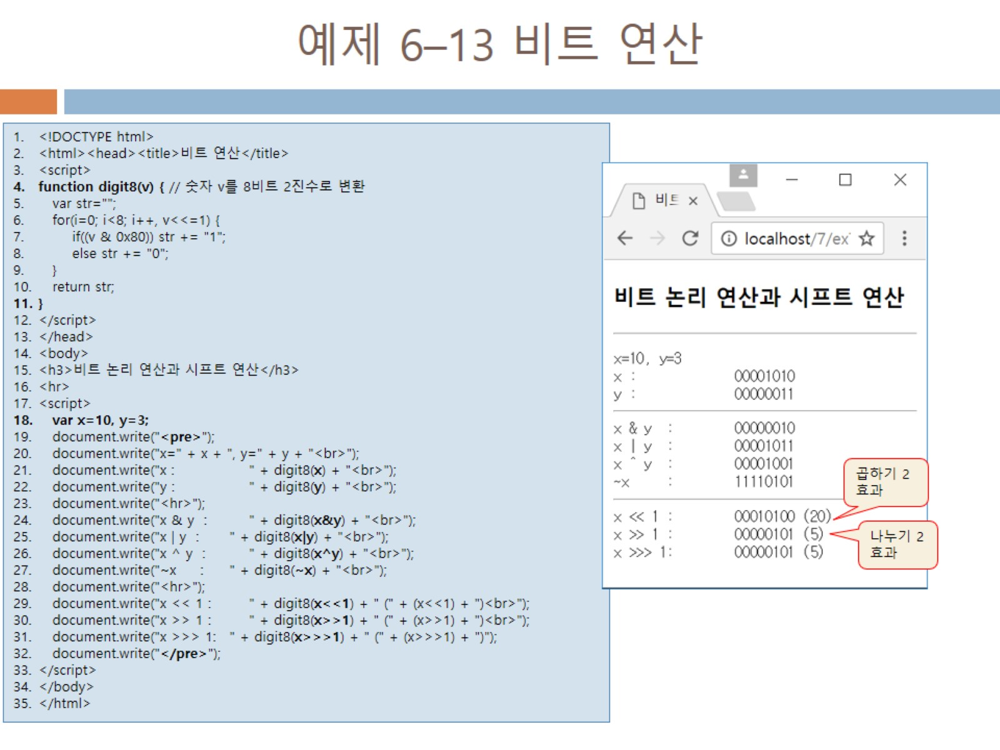 예제 6–13 비트 연산
1. <!DOCTYPE html>
2. <html><head><title>비트 연산</title>
3. <script>
4. function digit8(v) { // 숫자 v를 8비트 2진수로 변환
5. var str="";
6. for(i=0; i<8; i++, v<<=1) {
7. if((v & 0x80)) str += "1";
8. else str += "0";
9. }
10. return str;
11. }
12. </script>
13. </head>
14. <body>
15. <h3>비트 논리 연산과 시프트 연산</h3>
16. <hr>
17. <script>
18. var x=10, y=3;
19. document.write("<pre>");
20. document.write("x=" + x + ", y=" + y + "<br>");
21. document.write("x :          " + digit8(x) + "<br>");
22. document.write("y :          " + digit8(y) + "<br>");
23. document.write("<hr>");
24. document.write("x & y  :      " + digit8(x&y) + "<br>");
25. document.write("x | y  :    " + digit8(x|y) + "<br>");
26. document.write("x ^ y  :      " + digit8(x^y) + "<br>");
27. document.write("~x     :    " + digit8(~x) + "<br>");
28. document.write("<hr>");
29. document.write("x << 1 :      " + digit8(x<<1) + " (" + (x<<1) + ")<br>");
30. document.write("x >> 1 :      " + digit8(x>>1) + " (" + (x>>1) + ")<br>");
31. document.write("x >>> 1:  " + digit8(x>>>1) + " (" + (x>>>1) + ")");
32. document.write("</pre>");
33. </script>
34. </body>
35. </html>
비트
localhost/7/ex
비트 논리 연산과 시프트 연산
x=10, y=3
x : 00001010
y : 00000011
x & y : 00000010
x | y : 00001011
x ^ y : 00001001
~x : 11110101
곱하기 2
효과
x << 1 : 00010100 (20)
x >> 1 : 00000101 (5)
x >>> 1: 00000101 (5)
나누기 2
효과